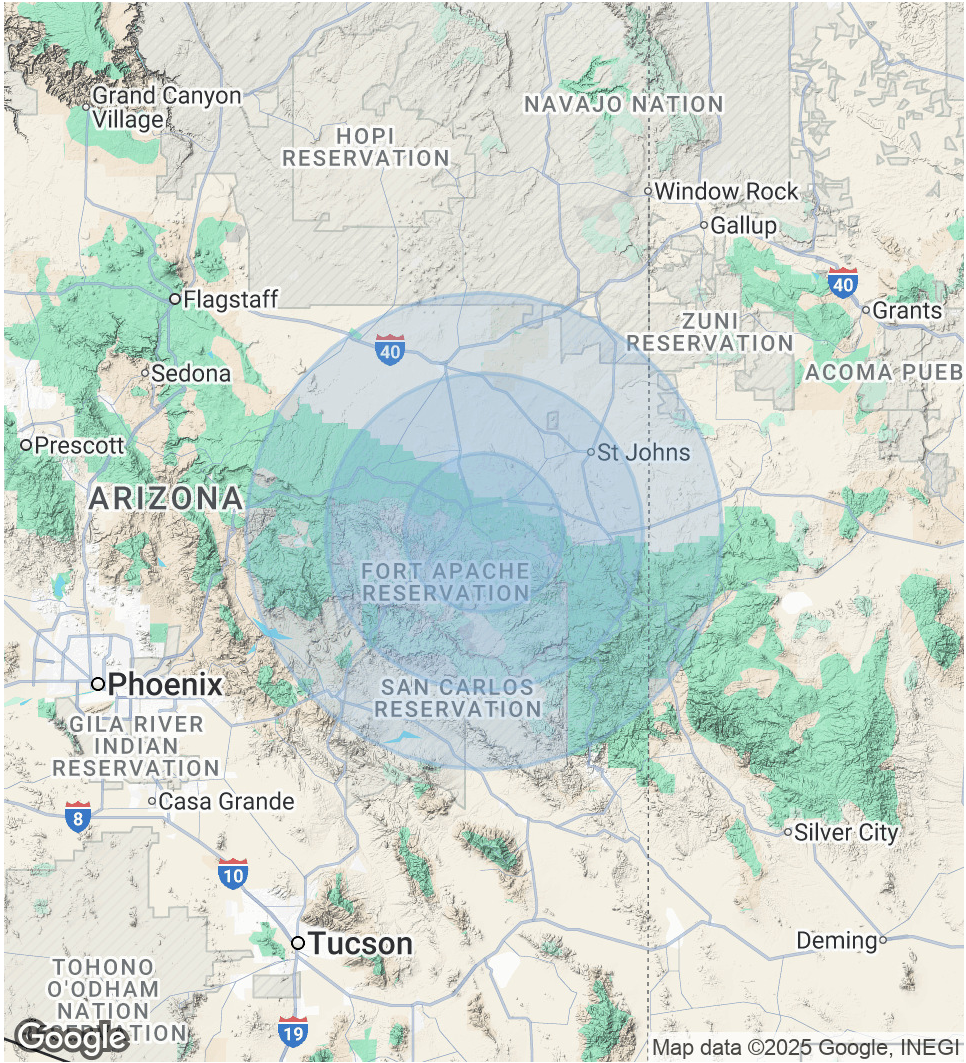 Grand Canyon
Village
NAVAJO NATION
HOPI
RESERVATION
Window Rock
Gallup
40
Flagstaff
Grants
ZUNI
RESERVATION
40
Sedona
ACOMA PUEB
Prescott
St Johns
ARIZONA
FORT APACHE
RESERVATION
Phoenix
SAN CARLOS
RESERVATION
GILA RIVER
INDIAN
RESERVATION
Casa Grande
8
Silver City
10
Tucson
Deming
TOHONO
O'ODHAM
NATION
RESERVATION
19
Google
Map data ©2025 Google, INEGI